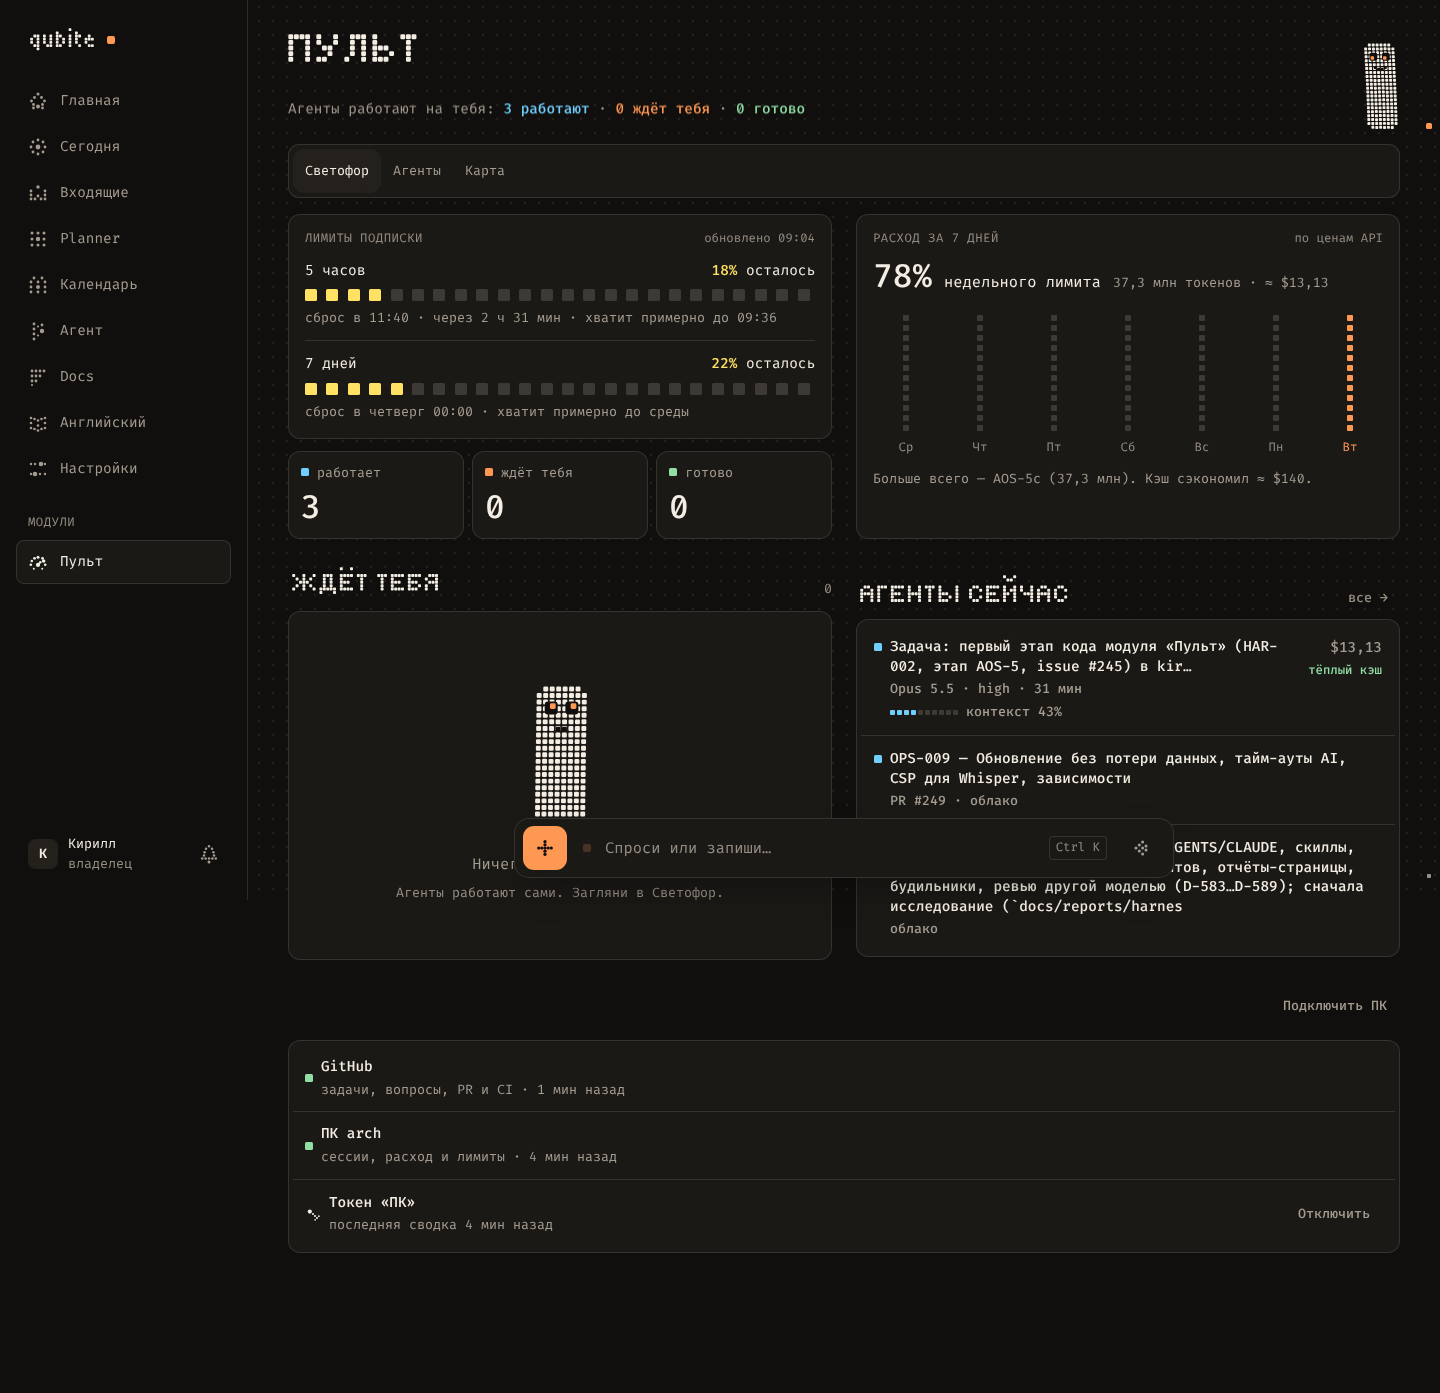 qubite
Главная
Сегодня
Входящие
Planner
Календарь
Агент
Docs
Английский
Настройки
МОДУЛИ
Пульт
К
Кирилл
владелец
ПУЛЬТ
Агенты работают на тебя: 3 работают · 0 ждёт тебя · 0 готово
Светофор Агенты Карта
ЛИМИТЫ ПОДПИСКИ обновлено 09:04
5 часов 18% осталось
сброс в 11:40 · через 2 ч 31 мин · хватит примерно до 09:36
7 дней 22% осталось
сброс в четверг 00:00 · хватит примерно до среды
работает
3
ждёт тебя
0
готово
0
РАСХОД ЗА 7 ДНЕЙ по ценам API
78% недельного лимита 37,3 млн токенов · ≈ $13,13
Ср Чт Пт Сб Вс Пн Вт
Больше всего — AOS-5c (37,3 млн). Кэш сэкономил ≈ $140.
ЖДЁТ ТЕБЯ 0
Агенты работают сами. Загляни в Светофор.
АГЕНТЫ СЕЙЧАС все →
Задача: первый этап кода модуля «Пульт» (HAR-
002, этап AOS-5, issue #245) в kir…
$13,13
тёплый кэш
Opus 5.5 · high · 31 мин
контекст 43%
OPS-009 — Обновление без потери данных, тайм-ауты AI,
CSP для Whisper, зависимости
PR #249 · облако
GENTS/CLAUDE, скиллы,
тов, отчёты-страницы,
будильники, ревью другой моделью (D-583…D-589); сначала
исследование (`docs/reports/harnes
облако
Спроси или запиши… Ctrl K
Подключить ПК
GitHub
задачи, вопросы, PR и CI · 1 мин назад
ПК arch
сессии, расход и лимиты · 4 мин назад
Токен «ПК»
последняя сводка 4 мин назад
Отключить